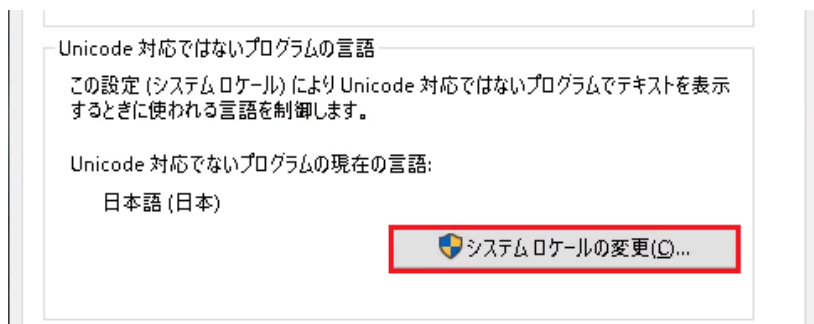 Unicode 対応ではないプログラムの言語
この設定 (システム ロケール) により Unicode 対応ではないプログラムでテキストを表示
するときに使われる言語を制御します。
Unicode 対応でないプログラムの現在の言語:
日本語 (日本)
システム ロケールの変更(C)...